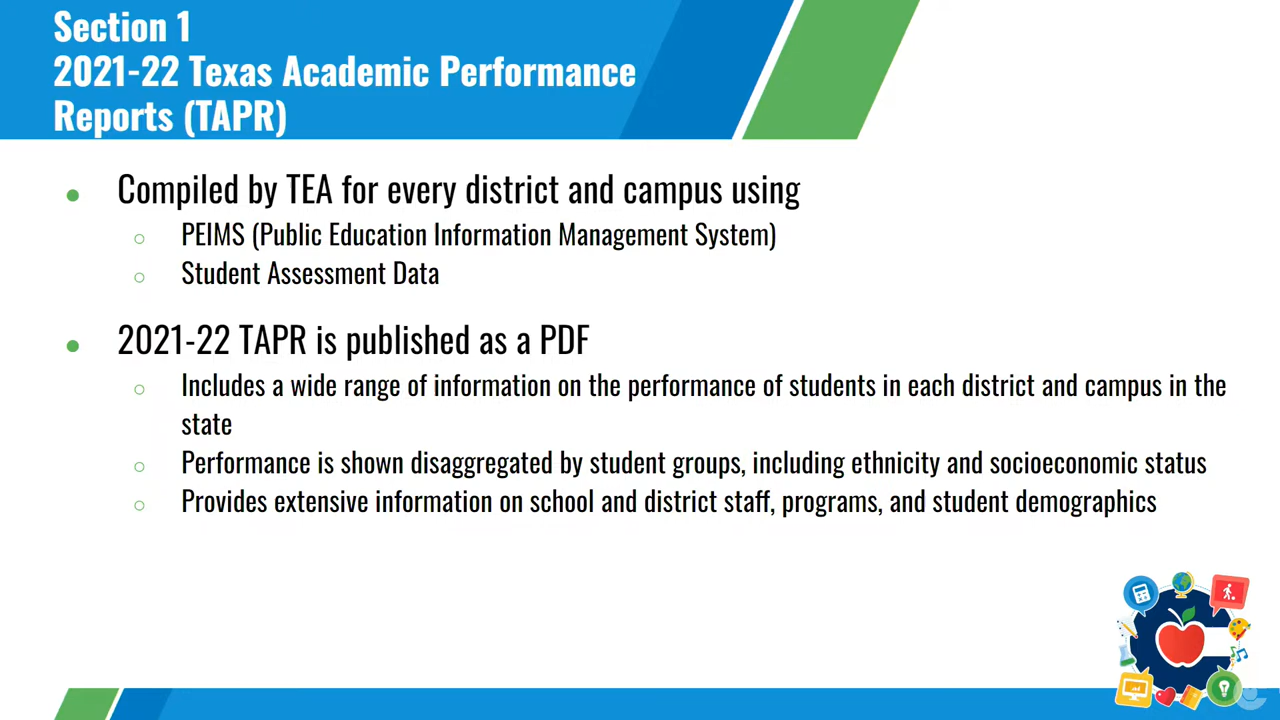 Section 1
2021-22 Texas Academic Performance
Reports (TAPR)
● Compiled by TEA for every district and campus using
○ PEIMS (Public Education Information Management System)
○ Student Assessment Data
● 2021-22 TAPR is published as a PDF
○ Includes a wide range of information on the performance of students in each district and campus in the
state
○ Performance is shown disaggregated by student groups, including ethnicity and socioeconomic status
○ Provides extensive information on school and district staff, programs, and student demographics